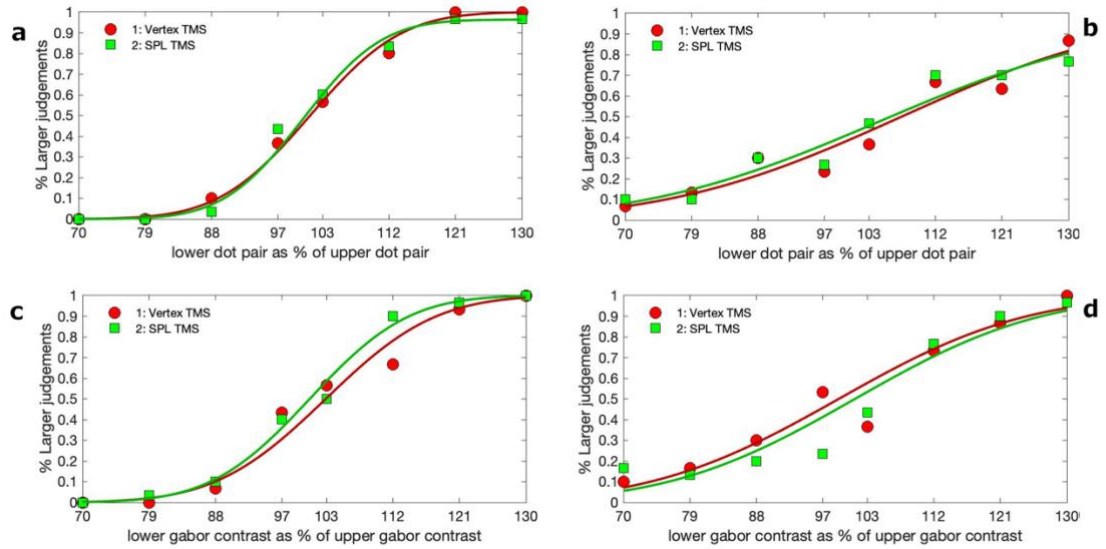 a
1: Vertex TMS
2: SPL TMS
% Larger judgements
1
0.9
0.8
0.7
0.6
0.5
0.4
0.3
0.2
0.1
0
70 79 88 97 103 112 121 130
lower dot pair as % of upper dot pair
b
1: Vertex TMS
2: SPL TMS
% Larger judgements
1
0.9
0.8
0.7
0.6
0.5
0.4
0.3
0.2
0.1
0
70 79 88 97 103 112 121 130
lower dot pair as % of upper dot pair
c
1: Vertex TMS
2: SPL TMS
% Larger judgements
1
0.9
0.8
0.7
0.6
0.5
0.4
0.3
0.2
0.1
0
70 79 88 97 103 112 121 130
lower gabor contrast as % of upper gabor contrast
d
1: Vertex TMS
2: SPL TMS
% Larger judgements
1
0.9
0.8
0.7
0.6
0.5
0.4
0.3
0.2
0.1
0
70 79 88 97 103 112 121 130
lower gabor contrast as % of upper gabor contrast